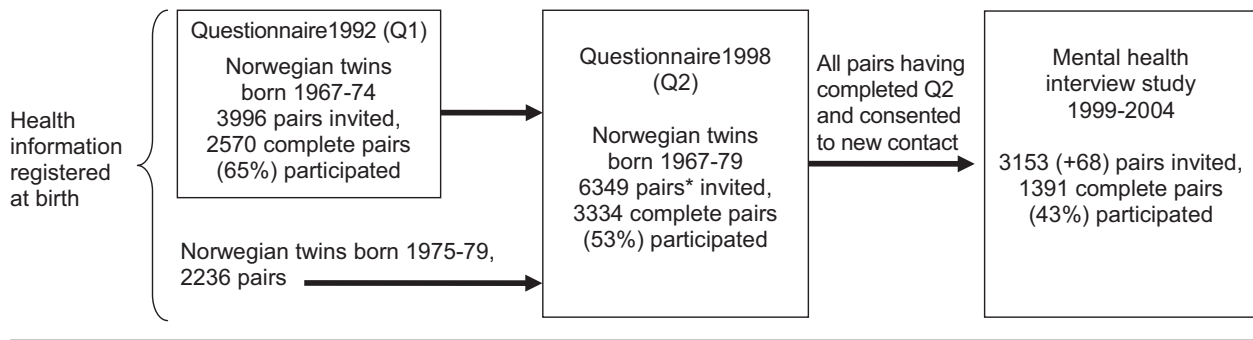 Health
information
registered
at birth
Questionnaire1992 (Q1)
Norwegian twins
born 1967-74
3996 pairs invited,
2570 complete pairs
(65%) participated
Norwegian twins born 1975-79,
2236 pairs
Questionnaire1998
(Q2)
Norwegian twins
born 1967-79
6349 pairs* invited,
3334 complete pairs
(53%) participated
All pairs having
completed Q2
and consented
to new contact
Mental health
interview study
1999-2004
3153 (+68) pairs invited,
1391 complete pairs
(43%) participated